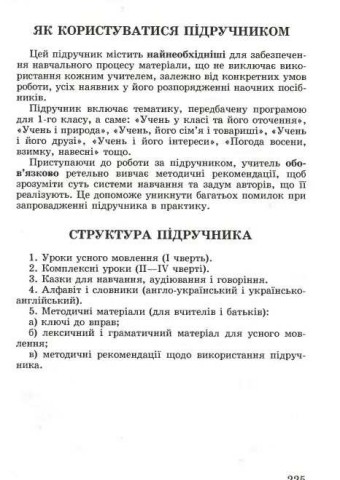 ЯК КОРИСТУВАТИСЯ ПІДРУЧНИКОМ
Цей підручник містить найнеобхідніші для забезпечен-
ня навчального процесу матеріали, що не виключає вико-
ристання кожним учителем, залежно від конкретних умов
роботи, усіх наявних у його розпорядженні наочних посіб-
ників.
Підручник включає тематику, передбачену програмою
для 1-го класу, а саме: «Учень у класі та його оточення»,
«Учень і природа», «Учень, його сім’я і товариші», «Учень
і його друзі», «Учень і його інтереси», «Погода восени,
взимку, навесні» тощо.
Приступаючи до роботи за підручником, учитель обо-
в’язково ретельно вивчає методичні рекомендації, щоб
зрозуміти суть системи навчання та задум авторів, що її
реалізують. Це допоможе уникнути багатьох помилок при
запровадженні підручника в практику.
СТРУКТУРА ПІДРУЧНИКА
1. Уроки усного мовлення (I чверть).
2. Комплексні уроки (II—IV чверті).
3. Казки для навчання, аудіювання і говоріння.
4. Алфавіт і словники (англо-український і українсько-
англійський).
5. Методичні матеріали (для вчителів і батьків):
а) ключі до вправ;
б) лексичний і граматичний матеріал для усного мов-
лення;
в) методичні рекомендації щодо використання підруч-
ника.